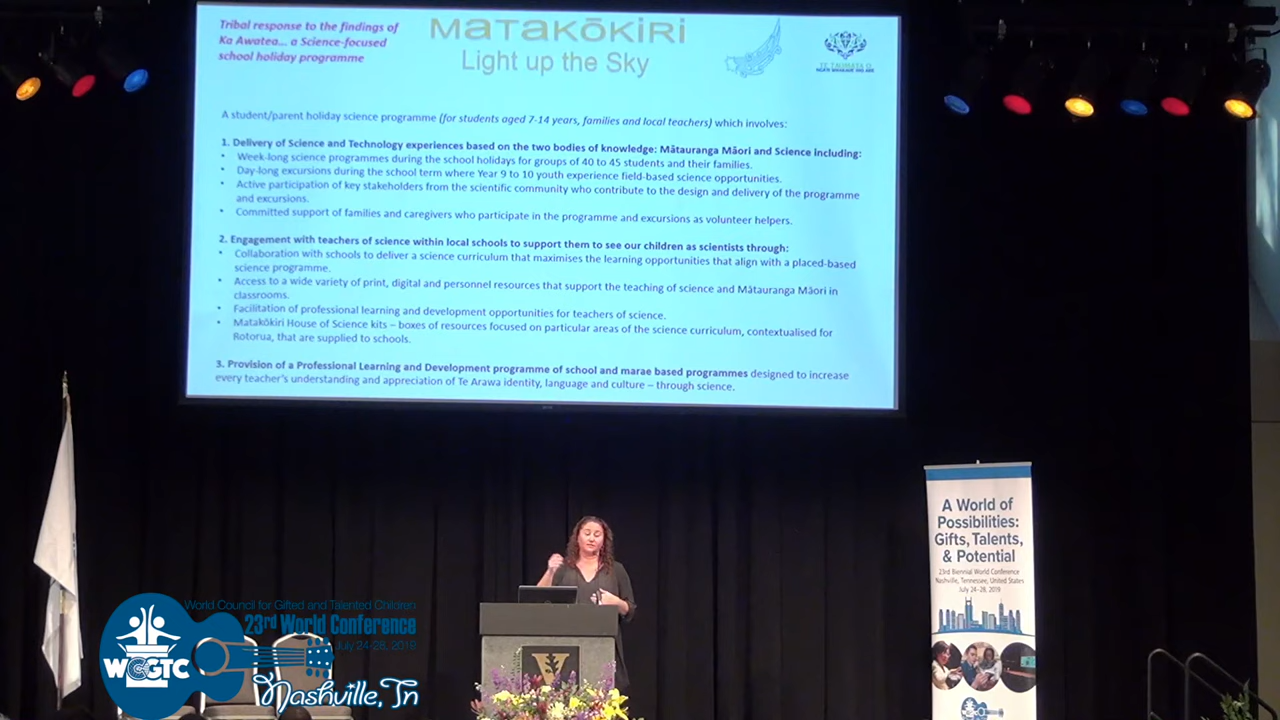 Tribal response to the findings of
Ka Awatea... a Science-focused
school holiday programme
MATAKŌKIRI
Light up the Sky
A student/parent holiday science programme (for students aged 7-14 years, families and local teachers) which involves:
1. Delivery of Science and Technology experiences based on the two bodies of knowledge: Mātauranga Māori and Science including:
• Week-long science programmes during the school holidays for groups of 40 to 45 students and their families.
• Day-long excursions during the school term where Year 9 to 10 youth experience field-based science opportunities.
• Active participation of key stakeholders from the scientific community who contribute to the design and delivery of the programme
and excursions.
• Committed support of families and caregivers who participate in the programme and excursions as volunteer helpers.
2. Engagement with teachers of science within local schools to support them to see our children as scientists through:
• Collaboration with schools to deliver a science curriculum that maximises the learning opportunities that align with a placed-based
science programme.
• Access to a wide variety of print, digital and personnel resources that support the teaching of science and Mātauranga Māori in
classrooms.
• Facilitation of professional learning and development opportunities for teachers of science.
• Matakōkiri House of Science kits – boxes of resources focused on particular areas of the science curriculum, contextualised for
Rotorua, that are supplied to schools.
3. Provision of a Professional Learning and Development programme of school and marae based programmes designed to increase
every teacher's understanding and appreciation of Te Arawa identity, language and culture – through science.
A World of
Possibilities:
Gifts, Talents,
& Potential
23rd Biennial World Conference
Nashville, Tennessee, United States
July 24-28, 2019
World Council for Gifted and Talented Children
23rd World Conference
July 24-28, 2019
WCGTC
Nashville, Tn
V